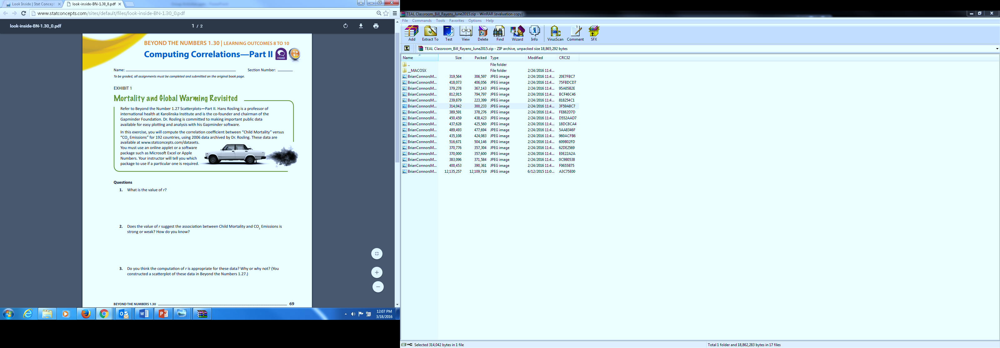 Look Inside | Stat Concept
look-inside-BN-1.30_0.pdf
www.statconcepts.com/sites/default/files/look-inside-BN-1.30_0.pdf
look-inside-BN-1.30_0.pdf
1 / 2
BEYOND THE NUMBERS 1.30 | LEARNING OUTCOMES 8 TO 10
Computing Correlations—Part II
ENGAGE
Name: Section Number:
To be graded, all assignments must be completed and submitted on the original book page.
EXHIBIT 1
Mortality and Global Warming Revisited
Refer to Beyond the Number 1.27 Scatterplots—Part II. Hans Rosling is a professor of
international health at Karolinska Institute and is the co-founder and chairman of the
Gapminder Foundation. Dr. Rosling is committed to making important public data
available for easy plotting and analysis with his Gapminder software.
In this exercise, you will compute the correlation coefficient between “Child Mortality” versus
“CO2 Emissions” for 192 countries, using 2006 data archived by Dr. Rosling. These data are
available at www.statconcepts.com/datasets.
You must use an online applet or a software
package such as Microsoft Excel or Apple
Numbers. Your instructor will tell you which
package to use if a particular one is required.
Questions
1. What is the value of r?
2. Does the value of r suggest the association between Child Mortality and CO2 Emissions is
strong or weak? How do you know?
3. Do you think the computation of r is appropriate for these data? Why or why not? (You
constructed a scatterplot of these data in Beyond the Numbers 1.27.)
BEYOND THE NUMBERS 1.30 69
12:07 PM
3/18/2016
TEAL Classroom_Bill_Rayens_June2015.zip - WinRAR (evaluation copy)
File Commands Tools Favorites Options Help
Add Extract To Test View Delete Find Wizard Info VirusScan Comment SFX
TEAL Classroom_Bill_Rayens_June2015.zip - ZIP archive, unpacked size 18,865,292 bytes
Name Size Packed Type Modified CRC32
.. File folder
__MACOSX File folder 2/24/2016 11:4...
BrianConnorsM... 319,564 306,597 JPEG image 2/24/2016 11:4... 20E7FBC7
BrianConnorsM... 418,073 406,056 JPEG image 2/24/2016 11:4... 75FBDCD7
BrianConnorsM... 379,278 367,143 JPEG image 2/24/2016 11:4... 95A05B2E
BrianConnorsM... 812,915 794,797 JPEG image 2/24/2016 11:4... BCF46C46
BrianConnorsM... 239,879 223,399 JPEG image 2/24/2016 11:4... 818254C1
BrianConnorsM... 314,042 300,233 JPEG image 2/24/2016 11:4... 3F59A8C7
BrianConnorsM... 389,591 378,276 JPEG image 2/24/2016 11:4... FE882D7D
BrianConnorsM... 450,459 438,423 JPEG image 2/24/2016 11:4... D552AAD7
BrianConnorsM... 437,628 425,560 JPEG image 2/24/2016 11:4... 18DC8CA4
BrianConnorsM... 489,493 477,694 JPEG image 2/24/2016 11:4... 5AA8346F
BrianConnorsM... 435,108 424,083 JPEG image 2/24/2016 11:4... 960ACFB6
BrianConnorsM... 516,671 504,146 JPEG image 2/24/2016 11:4... 609B02FD
BrianConnorsM... 370,776 357,304 JPEG image 2/24/2016 11:4... 62DE2569
BrianConnorsM... 370,000 357,600 JPEG image 2/24/2016 11:4... E0E22A2A
BrianConnorsM... 383,096 371,584 JPEG image 2/24/2016 11:4... 0C9B0538
BrianConnorsM... 400,453 390,361 JPEG image 2/24/2016 11:4... F0655B75
BrianConnorsM... 12,135,257 12,109,719 JPEG image 6/12/2015 11:0... A3C75E00
Selected 314,042 bytes in 1 file
Total 1 folder and 18,862,283 bytes in 17 files